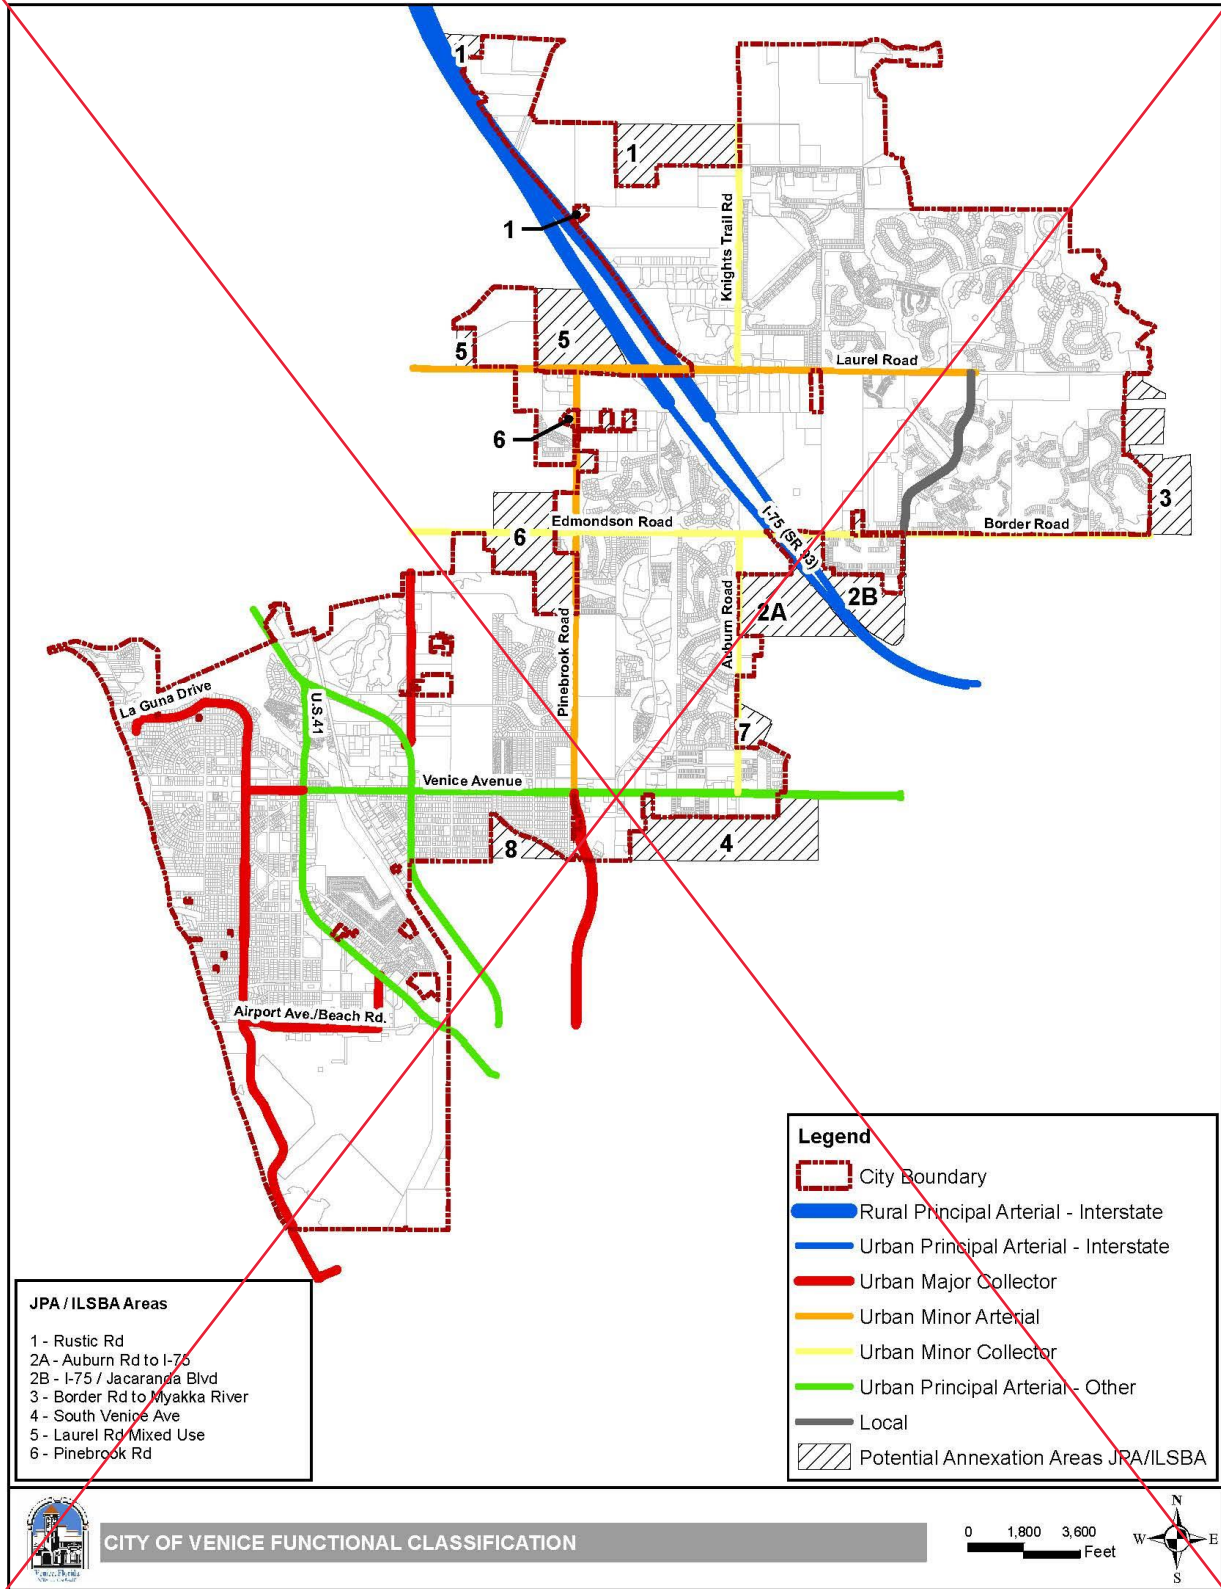 1
1
1
Knights Trail Rd
5
5
Laurel Road
6
3
6
Edmondson Road
I-75 (SR 93)
Border Road
2A
2B
Auburn Road
Pinebrook Road
La Guna Drive
U.S.41
7
Venice Avenue
8
4
Airport Ave./Beach Rd.
Legend
City Boundary
Rural Principal Arterial - Interstate
Urban Principal Arterial - Interstate
Urban Major Collector
Urban Minor Arterial
Urban Minor Collector
Urban Principal Arterial - Other
Local
Potential Annexation Areas JPA/ILSBA
JPA / ILSBA Areas
1 - Rustic Rd
2A - Auburn Rd to I-75
2B - I-75 / Jacaranda Blvd
3 - Border Rd to Myakka River
4 - South Venice Ave
5 - Laurel Rd Mixed Use
6 - Pinebrook Rd
Venice, Florida
CITY OF VENICE FUNCTIONAL CLASSIFICATION
0 1,800 3,600
Feet
N
W E
S